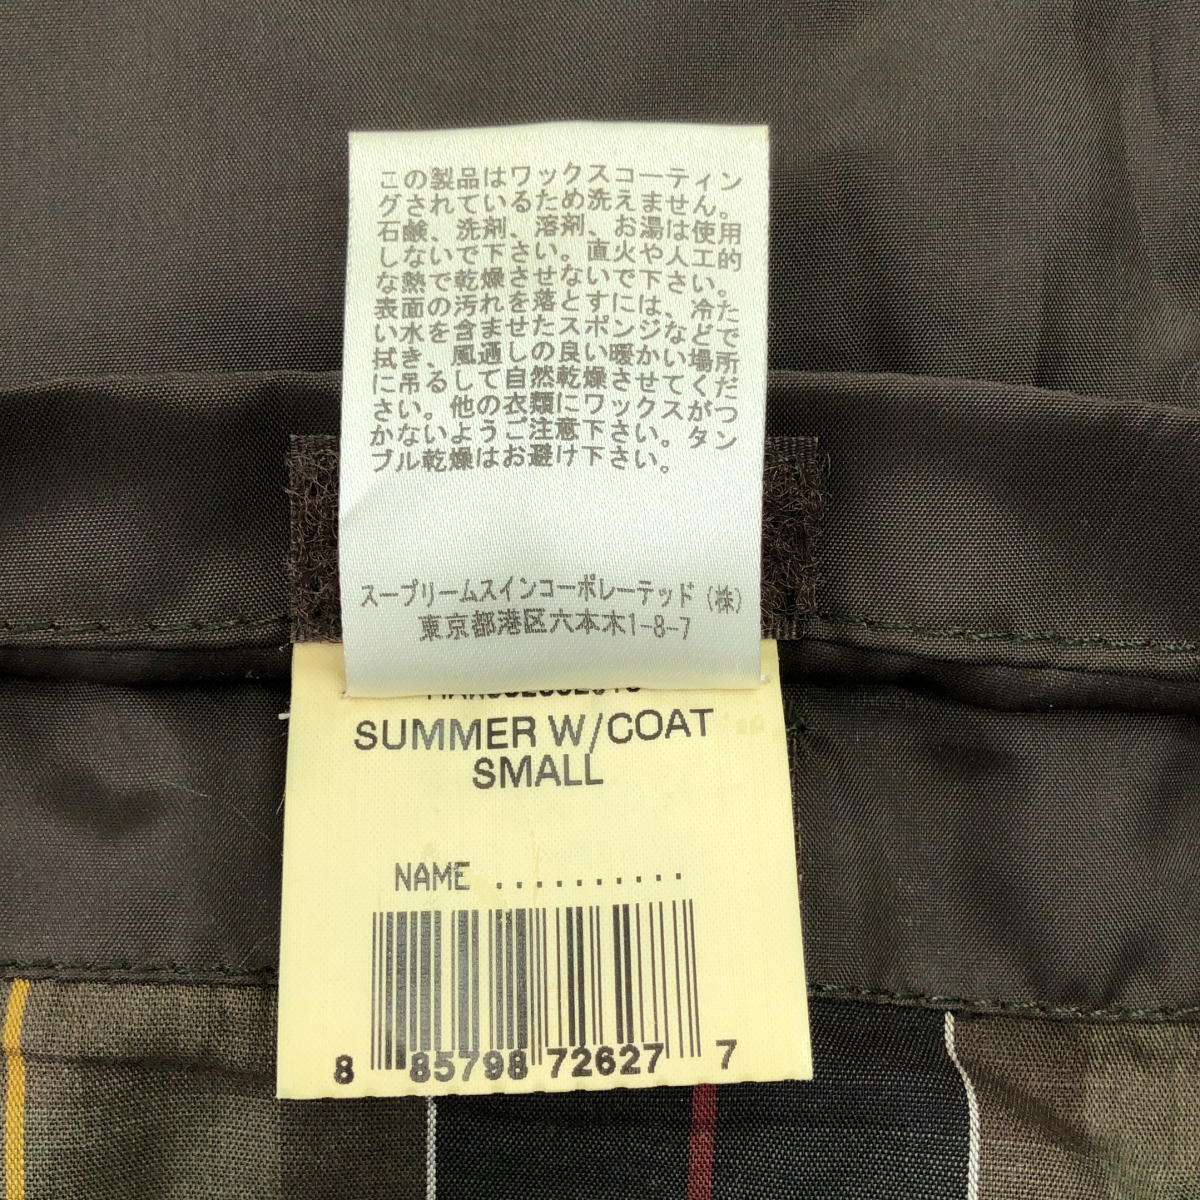 この製品はワックスコーティン
グされているため洗えません。
石鹸、洗剤、溶剤、お湯は使用
しないで下さい。直火や人工的
な熱で乾燥させないで下さい。
表面の汚れを落とすには、冷た
い水を含ませたスポンジなどで
拭き、風通しの良い暖かい場所
に吊るして自然乾燥させてくだ
さい。他の衣類にワックスがつ
かないようご注意下さい。タン
ブル乾燥はお避け下さい。
スープリームスインコーポレーテッド（株）
東京都港区六本木1-8-7
SUMMER W/COAT
SMALL
NAME ..........
8 85798 72627 7